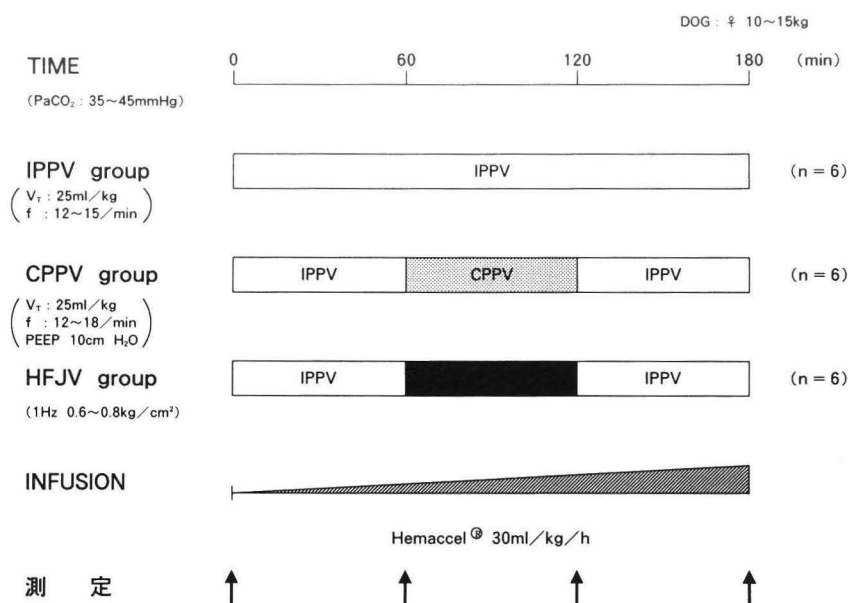 DOG : ♀ 10～15kg
TIME 0 60 120 180 (min)
(PaCO₂ : 35～45mmHg)
IPPV group IPPV (n = 6)
V_T : 25ml／kg
f : 12～15／min
CPPV group IPPV CPPV IPPV (n = 6)
V_T : 25ml／kg
f : 12～18／min
PEEP 10cm H₂O
HFJV group IPPV IPPV (n = 6)
(1Hz 0.6～0.8kg／cm²)
INFUSION
Hemaccel® 30ml／kg／h
測 定